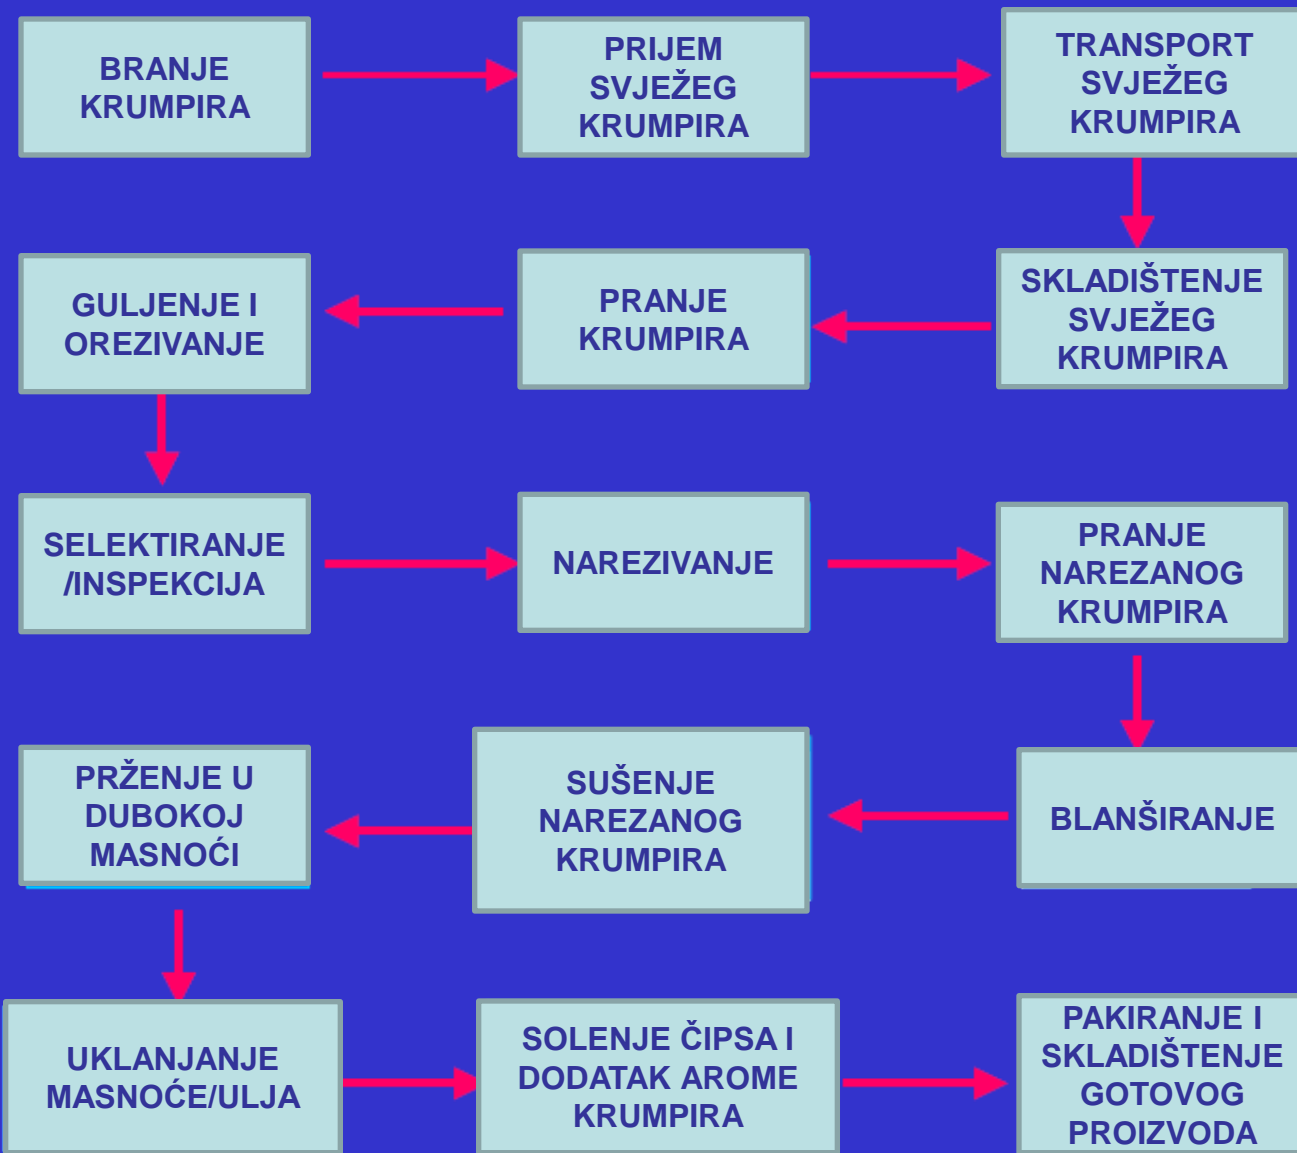 BRANJE
KRUMPIRA
PRIJEM
SVJEŽEG
KRUMPIRA
TRANSPORT
SVJEŽEG
KRUMPIRA
SKLADIŠTENJE
SVJEŽEG
KRUMPIRA
PRANJE
KRUMPIRA
GULJENJE I
OREZIVANJE
SELEKTIRANJE
/INSPEKCIJA
NAREZIVANJE
PRANJE
NAREZANOG
KRUMPIRA
BLANŠIRANJE
SUŠENJE
NAREZANOG
KRUMPIRA
PRŽENJE U
DUBOKOJ
MASNOĆI
UKLANJANJE
MASNOĆE/ULJA
SOLENJE ČIPSA I
DODATAK AROME
KRUMPIRA
PAKIRANJE I
SKLADIŠTENJE
GOTOVOG
PROIZVODA